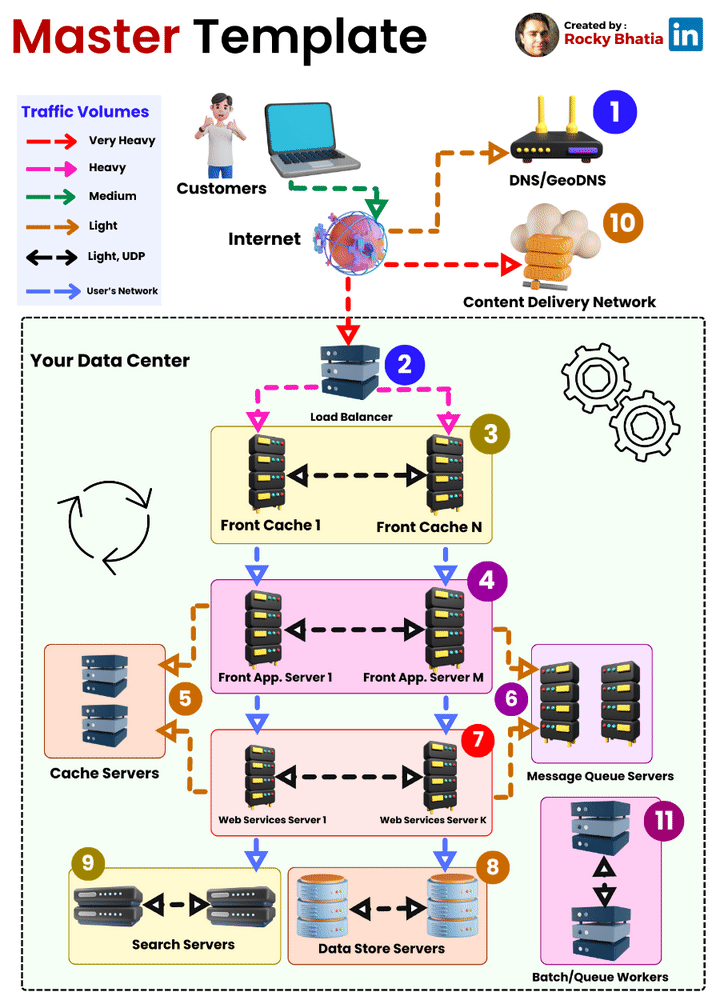 Master Template
Created by :
Rocky Bhatia
in
Traffic Volumes
Very Heavy
Heavy
Medium
Light
Light, UDP
User's Network
Customers
Internet
1
DNS/GeoDNS
10
Content Delivery Network
Your Data Center
2
Load Balancer
3
Front Cache 1
Front Cache N
4
Front App. Server 1
Front App. Server M
5
Cache Servers
6
Message Queue Servers
7
Web Services Server 1
Web Services Server K
9
Search Servers
8
Data Store Servers
11
Batch/Queue Workers